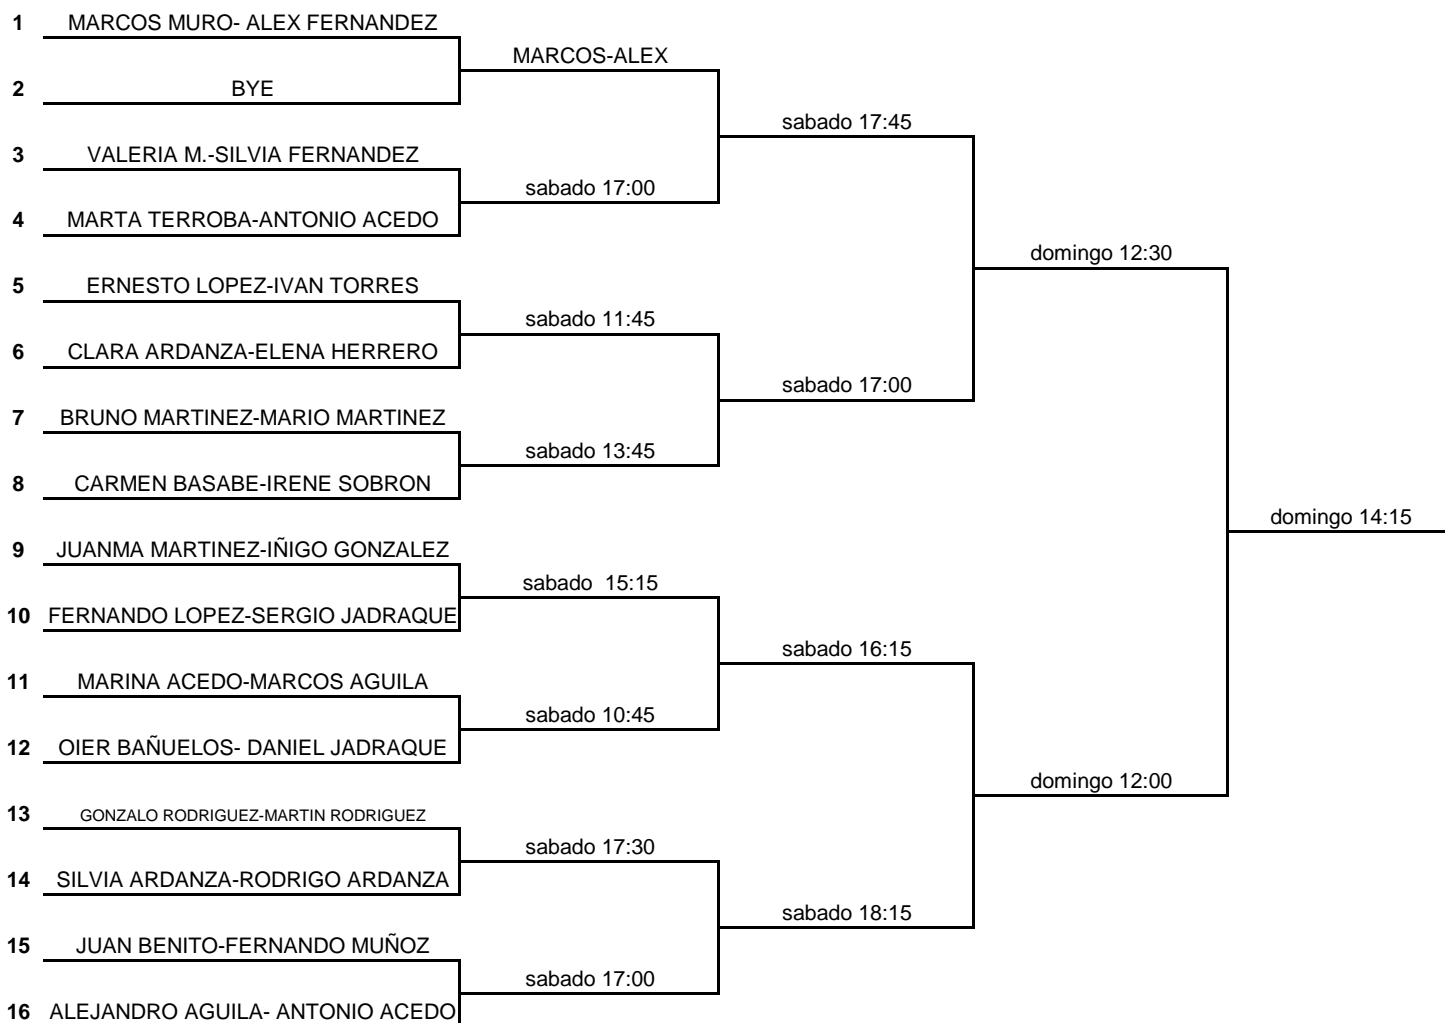 1 MARCOS MURO- ALEX FERNANDEZ
MARCOS-ALEX
2 BYE
sabado 17:45
3 VALERIA M.-SILVIA FERNANDEZ
sabado 17:00
4 MARTA TERROBA-ANTONIO ACEDO
domingo 12:30
5 ERNESTO LOPEZ-IVAN TORRES
sabado 11:45
6 CLARA ARDANZA-ELENA HERRERO
sabado 17:00
7 BRUNO MARTINEZ-MARIO MARTINEZ
sabado 13:45
8 CARMEN BASABE-IRENE SOBRON
domingo 14:15
9 JUANMA MARTINEZ-IÑIGO GONZALEZ
sabado  15:15
10 FERNANDO LOPEZ-SERGIO JADRAQUE
sabado 16:15
11 MARINA ACEDO-MARCOS AGUILA
sabado 10:45
12 OIER BAÑUELOS- DANIEL JADRAQUE
domingo 12:00
13 GONZALO RODRIGUEZ-MARTIN RODRIGUEZ
sabado 17:30
14 SILVIA ARDANZA-RODRIGO ARDANZA
sabado 18:15
15 JUAN BENITO-FERNANDO MUÑOZ
sabado 17:00
16 ALEJANDRO AGUILA- ANTONIO ACEDO